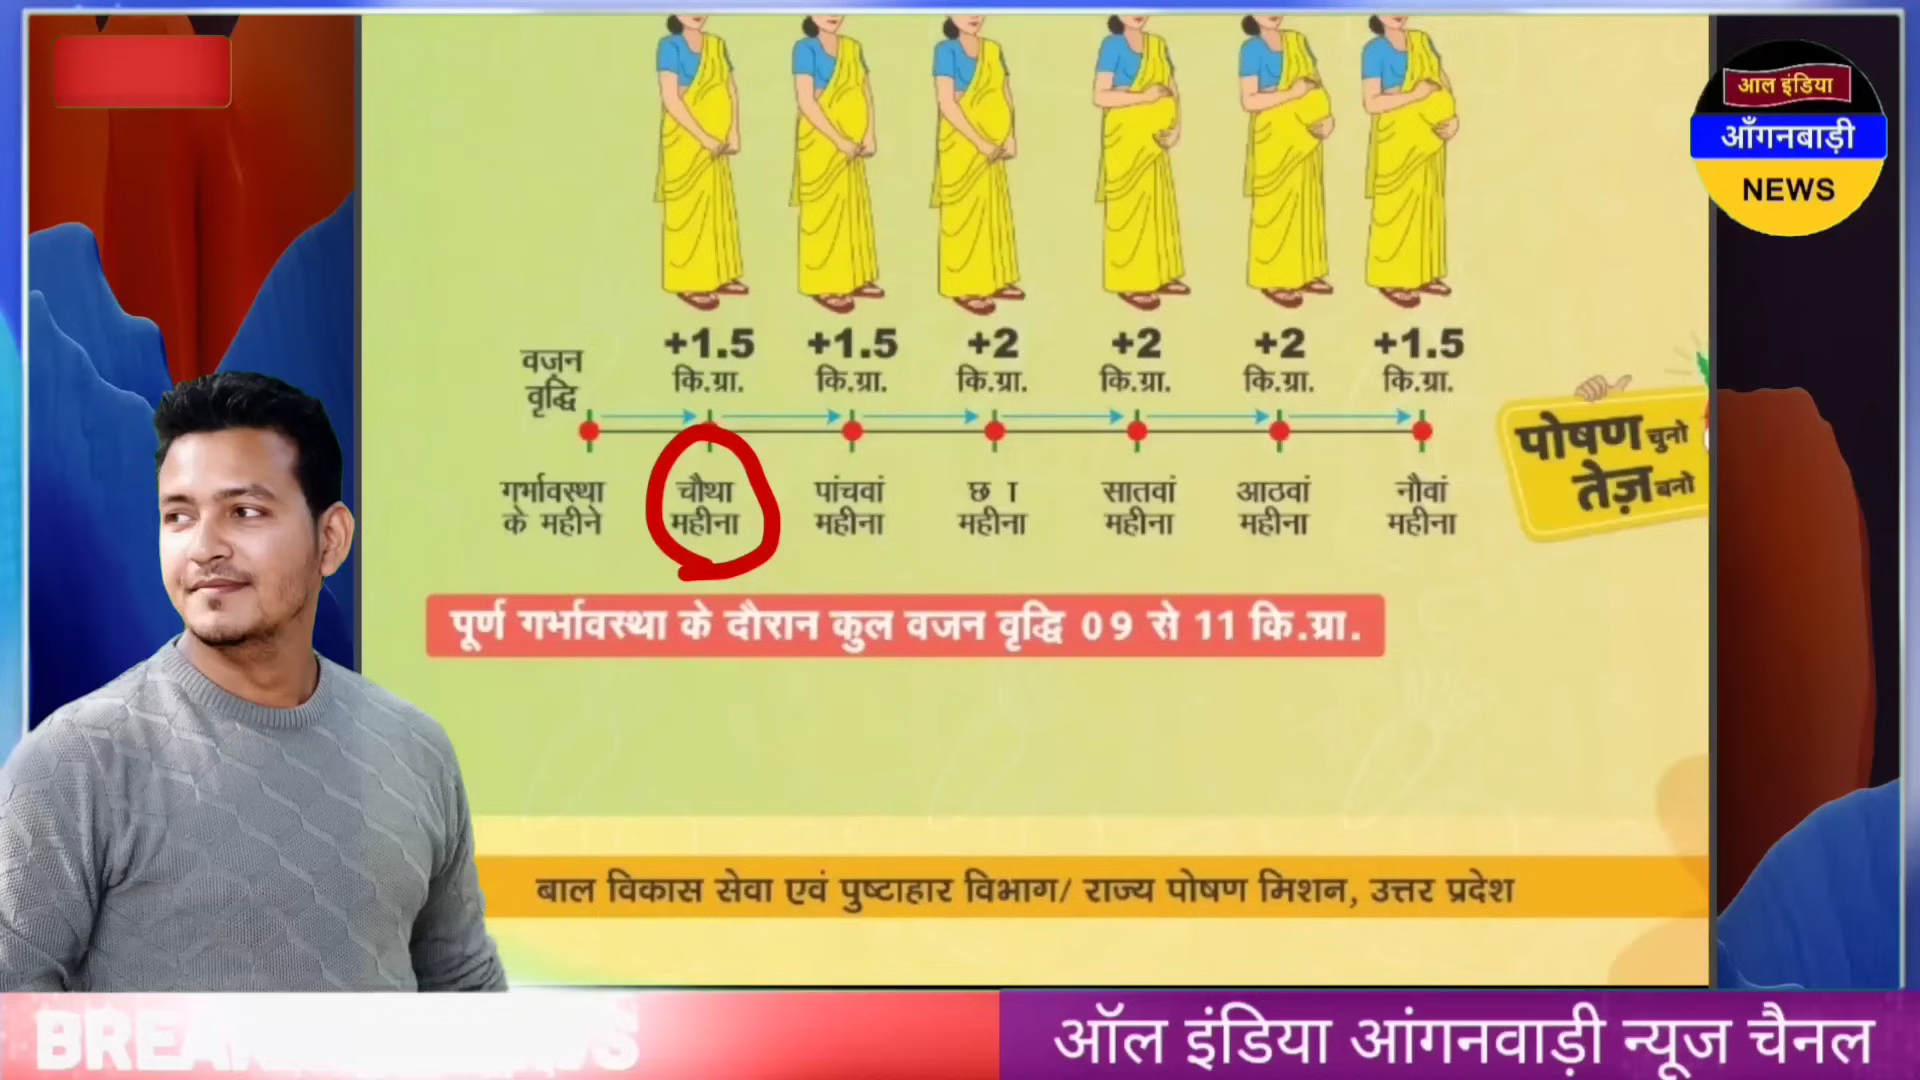 आल इंडिया
आँगनबाड़ी
NEWS
+1.5 +1.5 +2 +2 +2 +1.5
वज़न
वृद्धि
कि.ग्रा. कि.ग्रा. कि.ग्रा. कि.ग्रा. कि.ग्रा. कि.ग्रा.
पोषण चुनो
तेज़ बनो
गर्भावस्था चौथा पांचवां छ ा सातवां आठवां नौवां
के महीने महीना महीना महीना महीना महीना महीना
पूर्ण गर्भावस्था के दौरान कुल वजन वृद्धि 09 से 11 कि.ग्रा.
बाल विकास सेवा एवं पुष्टाहार विभाग/ राज्य पोषण मिशन, उत्तर प्रदेश
ऑल इंडिया आंगनवाड़ी न्यूज चैनल